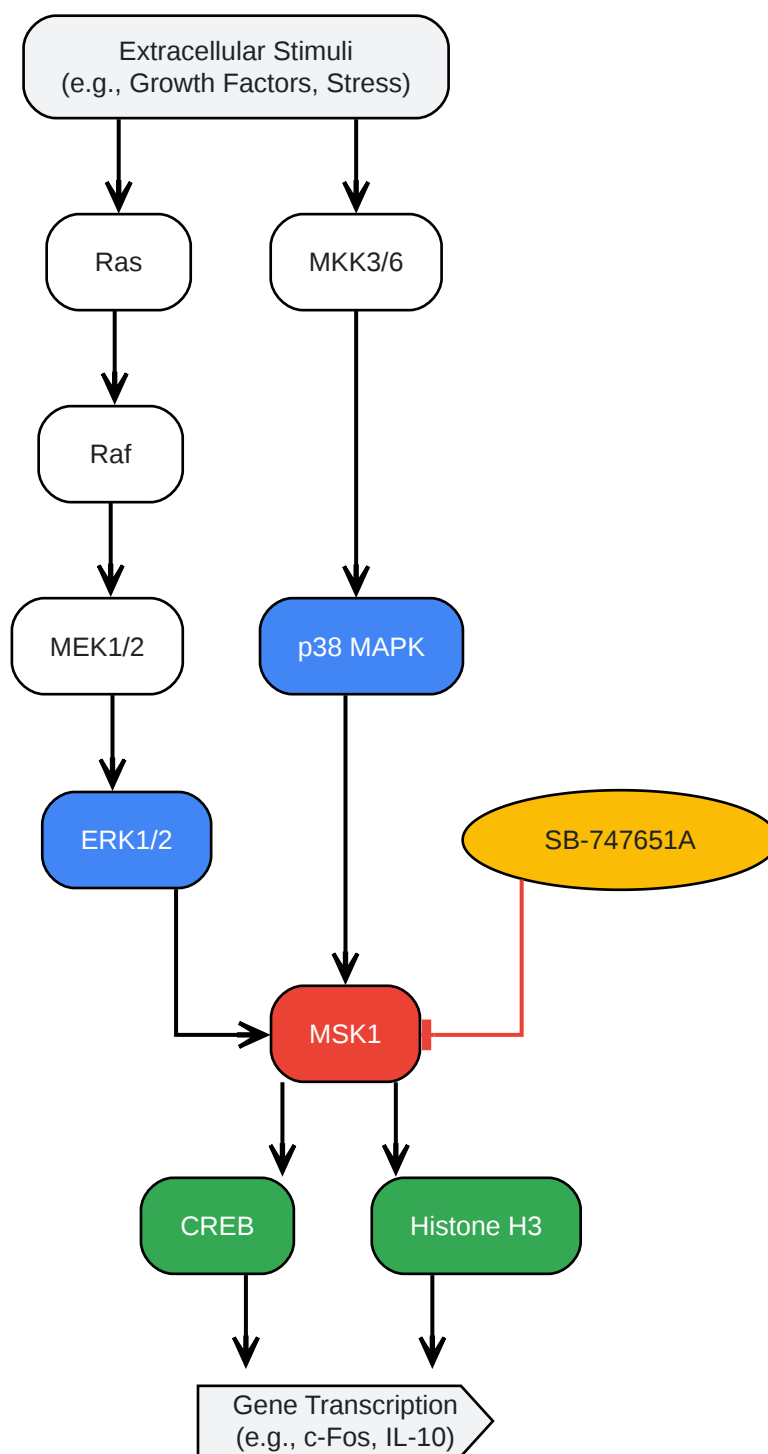 Extracellular Stimuli
(e.g., Growth Factors, Stress)
Ras
MKK3/6
Raf
MEK1/2
p38 MAPK
ERK1/2
SB-747651A
MSK1
CREB
Histone H3
Gene Transcription
(e.g., c-Fos, IL-10)